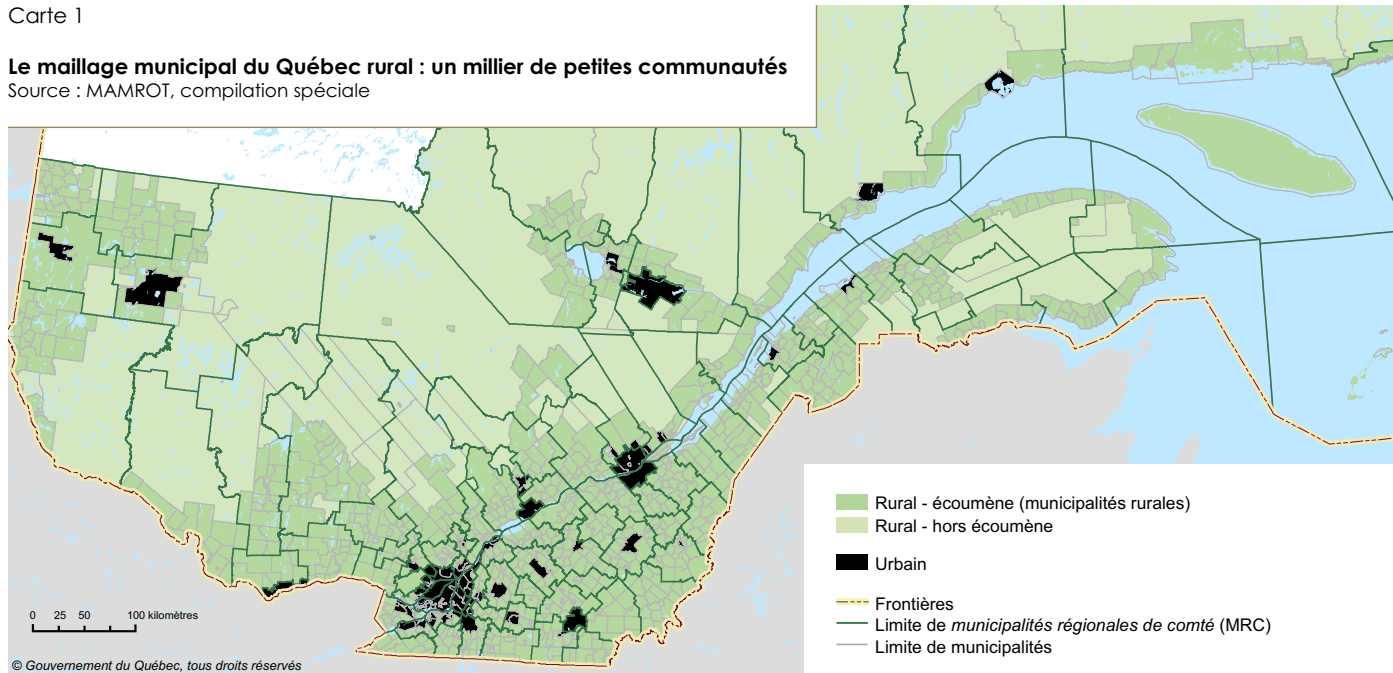 Carte 1
Le maillage municipal du Québec rural : un millier de petites communautés
Source : MAMROT, compilation spéciale
Rural - écoumène (municipalités rurales)
Rural - hors écoumène
Urbain
Frontières
Limite de municipalités régionales de comté (MRC)
Limite de municipalités
0 25 50 100 kilomètres
© Gouvernement du Québec, tous droits réservés